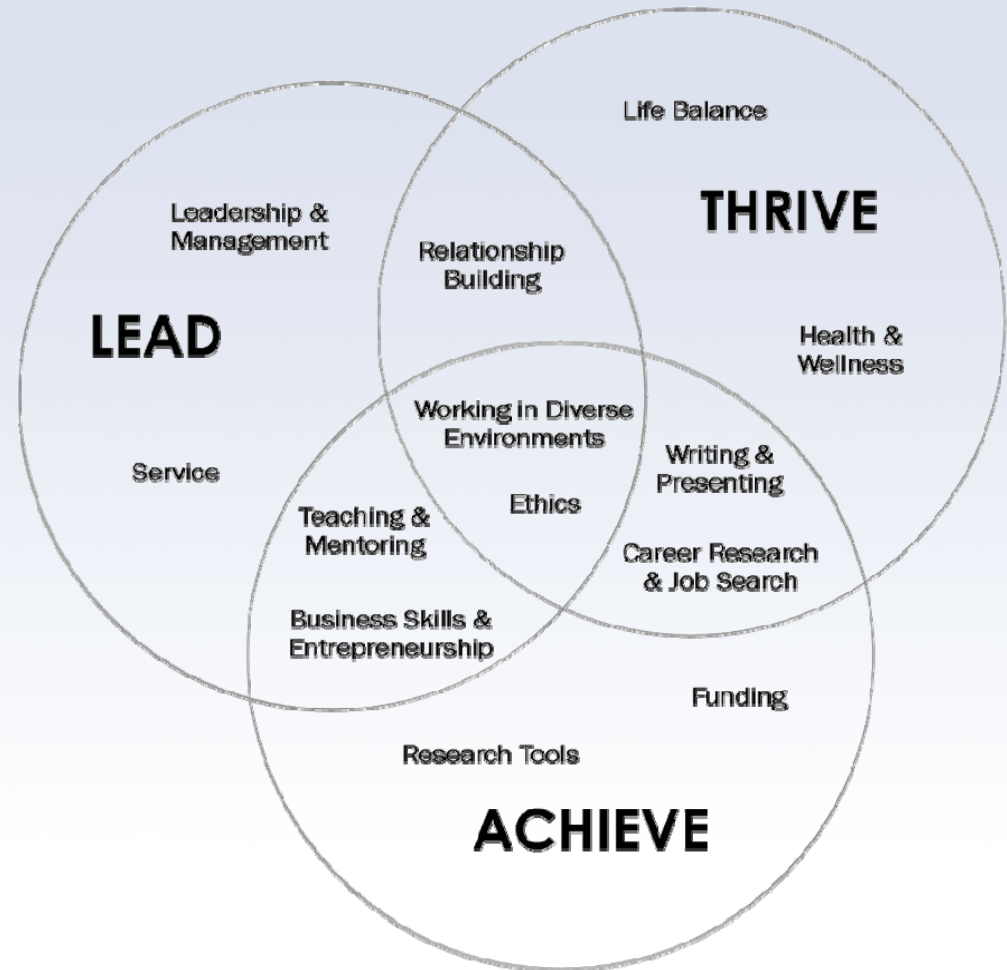 Life Balance
THRIVE
Leadership &
Management
Relationship
Building
LEAD
Health &
Wellness
Working in Diverse
Environments
Writing &
Presenting
Service
Ethics
Teaching &
Mentoring
Career Research
& Job Search
Business Skills &
Entrepreneurship
Funding
Research Tools
ACHIEVE